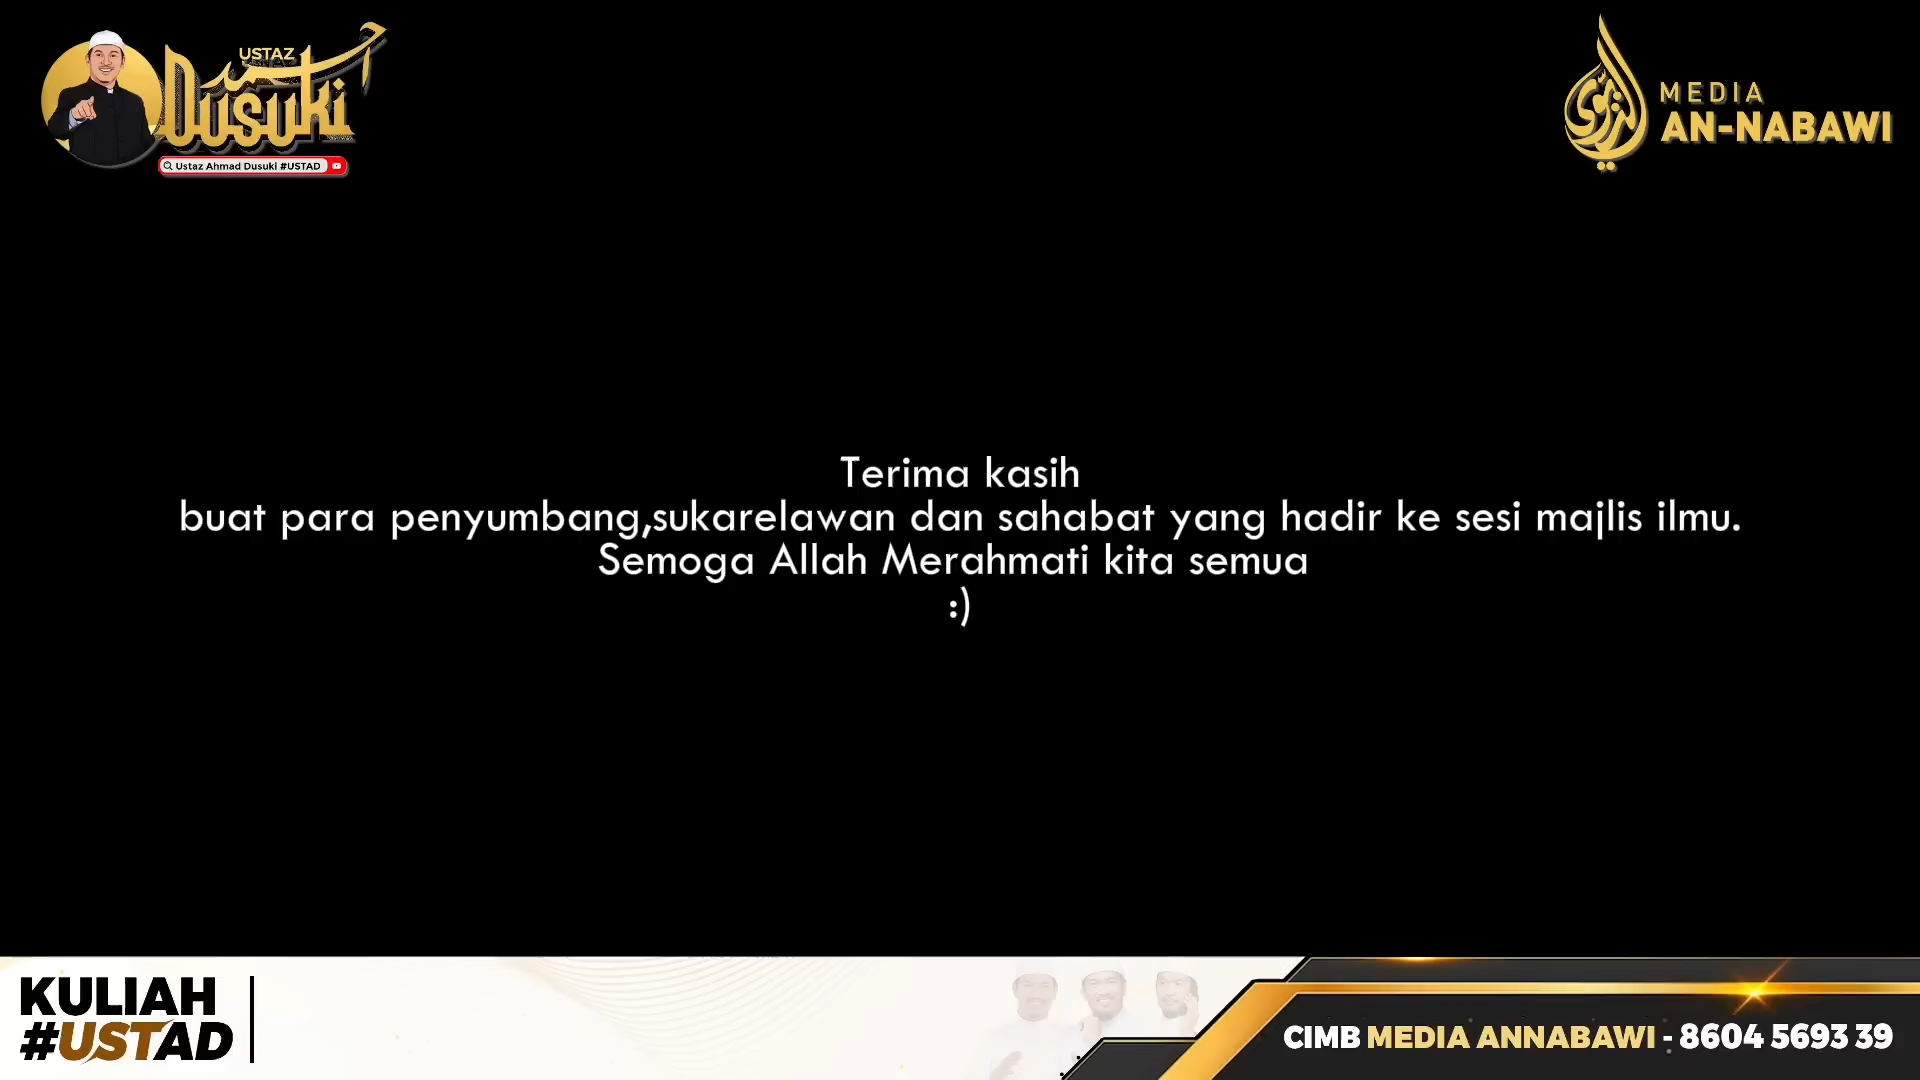 USTAZ
أحمد
Dusuki
Ustaz Ahmad Dusuki #USTAD
MEDIA
AN-NABAWI
Terima kasih
buat para penyumbang,sukarelawan dan sahabat yang hadir ke sesi majlis ilmu.
Semoga Allah Merahmati kita semua
:)
KULIAH
#USTAD
CIMB MEDIA ANNABAWI - 8604 5693 39